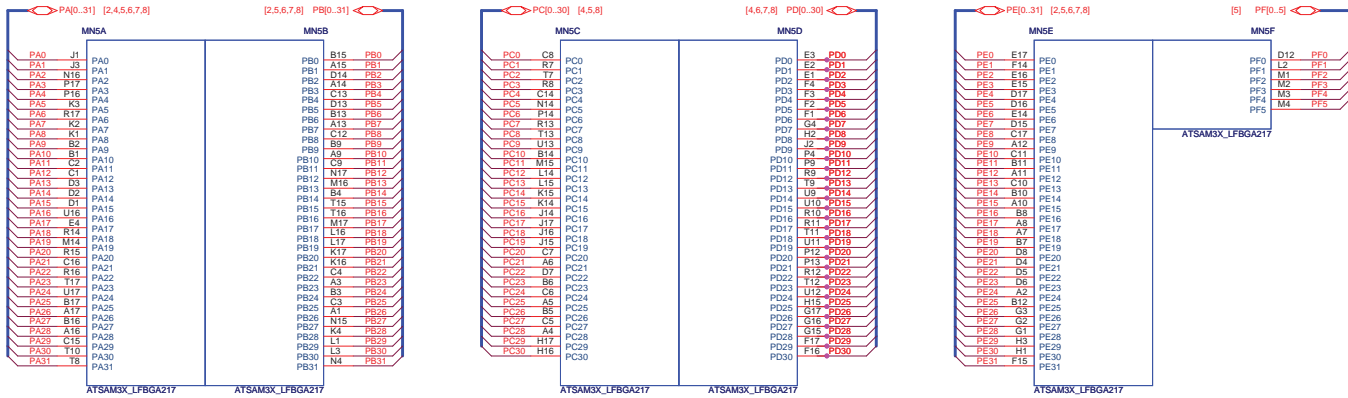 PA[0..31] [2,4,5,6,7,8] [2,5,6,7,8] PB[0..31] PC[0..30] [4,5,8] [4,6,7,8] PD[0..30] PE[0..31] [2,5,6,7,8] [5] PF[0..5]
MN5A MN5B MN5C MN5D MN5E MN5F
PA0 J1 PA0 PB0 B15 PB0 PC0 C8 PC0 PD0 E3 PD0 PE0 E17 PE0 PF0 D12 PF0
PA1 J3 PA1 PB1 A15 PB1 PC1 R7 PC1 PD1 E2 PD1 PE1 F14 PE1 PF1 L2 PF1
PA2 N16 PA2 PB2 D14 PB2 PC2 T7 PC2 PD2 E1 PD2 PE2 E16 PE2 PF2 M1 PF2
PA3 P17 PA3 PB3 A14 PB3 PC3 R8 PC3 PD3 F4 PD3 PE3 E15 PE3 PF3 M2 PF3
PA4 P16 PA4 PB4 C13 PB4 PC4 C14 PC4 PD4 F3 PD4 PE4 D17 PE4 PF4 M3 PF4
PA5 K3 PA5 PB5 D13 PB5 PC5 N14 PC5 PD5 F2 PD5 PE5 D16 PE5 PF5 M4 PF5
PA6 R17 PA6 PB6 B13 PB6 PC6 P14 PC6 PD6 F1 PD6 PE6 E14 PE6
PA7 K2 PA7 PB7 A13 PB7 PC7 R13 PC7 PD7 G4 PD7 PE7 D15 PE7
PA8 K1 PA8 PB8 C12 PB8 PC8 T13 PC8 PD8 H2 PD8 PE8 C17 PE8
ATSAM3X_LFBGA217
PA9 B2 PA9 PB9 B9 PB9 PC9 U13 PC9 PD9 J2 PD9 PE9 A12 PE9
PA10 B1 PA10 PB10 A9 PB10 PC10 B14 PC10 PD10 P4 PD10 PE10 C11 PE10
PA11 C2 PA11 PB11 C9 PB11 PC11 M15 PC11 PD11 P9 PD11 PE11 B11 PE11
PA12 C1 PA12 PB12 N17 PB12 PC12 L14 PC12 PD12 R9 PD12 PE12 A11 PE12
PA13 D3 PA13 PB13 M16 PB13 PC13 L15 PC13 PD13 T9 PD13 PE13 C10 PE13
PA14 D2 PA14 PB14 B4 PB14 PC14 K15 PC14 PD14 U9 PD14 PE14 B10 PE14
PA15 D1 PA15 PB15 T15 PB15 PC15 K14 PC15 PD15 U10 PD15 PE15 A10 PE15
PA16 U16 PA16 PB16 T16 PB16 PC16 J14 PC16 PD16 R10 PD16 PE16 B8 PE16
PA17 E4 PA17 PB17 M17 PB17 PC17 J17 PC17 PD17 R11 PD17 PE17 A8 PE17
PA18 R14 PA18 PB18 L16 PB18 PC18 J16 PC18 PD18 T11 PD18 PE18 A7 PE18
PA19 M14 PA19 PB19 L17 PB19 PC19 J15 PC19 PD19 U11 PD19 PE19 B7 PE19
PA20 R15 PA20 PB20 K17 PB20 PC20 C7 PC20 PD20 P12 PD20 PE20 D8 PE20
PA21 C16 PA21 PB21 K16 PB21 PC21 A6 PC21 PD21 P13 PD21 PE21 D4 PE21
PA22 R16 PA22 PB22 C4 PB22 PC22 D7 PC22 PD22 R12 PD22 PE22 D5 PE22
PA23 T17 PA23 PB23 A3 PB23 PC23 B6 PC23 PD23 T12 PD23 PE23 D6 PE23
PA24 U17 PA24 PB24 B3 PB24 PC24 C6 PC24 PD24 U12 PD24 PE24 A2 PE24
PA25 B17 PA25 PB25 C3 PB25 PC25 A5 PC25 PD25 H15 PD25 PE25 B12 PE25
PA26 A17 PA26 PB26 A1 PB26 PC26 B5 PC26 PD26 G17 PD26 PE26 G3 PE26
PA27 B16 PA27 PB27 N15 PB27 PC27 C5 PC27 PD27 G16 PD27 PE27 G2 PE27
PA28 A16 PA28 PB28 K4 PB28 PC28 A4 PC28 PD28 G15 PD28 PE28 G1 PE28
PA29 C15 PA29 PB29 L1 PB29 PC29 H17 PC29 PD29 F17 PD29 PE29 H3 PE29
PA30 T10 PA30 PB30 L3 PB30 PC30 H16 PC30 PD30 F16 PD30 PE30 H1 PE30
PA31 T8 PA31 PB31 N4 PB31 PE31 F15 PE31
ATSAM3X_LFBGA217 ATSAM3X_LFBGA217 ATSAM3X_LFBGA217 ATSAM3X_LFBGA217 ATSAM3X_LFBGA217